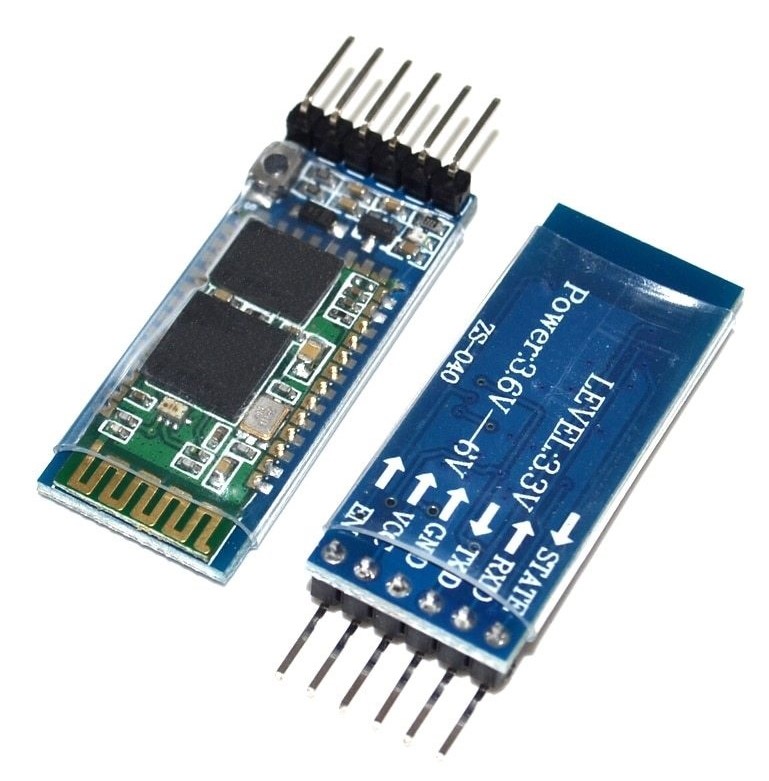 ZS-040
Power:3.6V—6V
LEVEL:3.3V
EN
VCC
GND
TXD
RXD
STATE